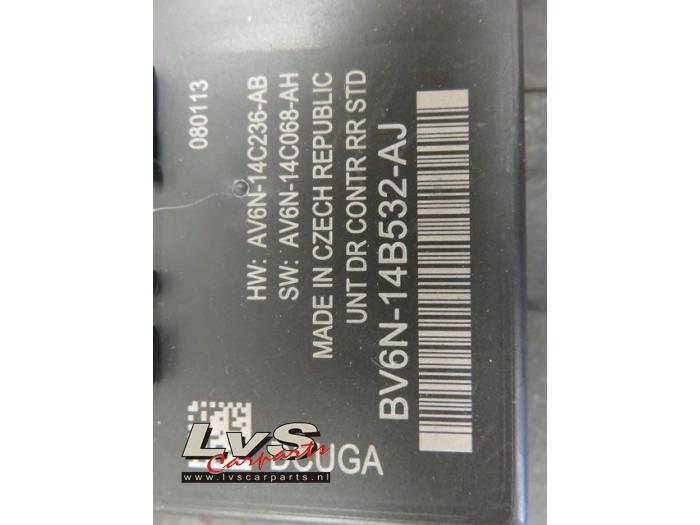 080113
HW: AV6N-14C236-AB
SW: AV6N-14C068-AH
MADE IN CZECH REPUBLIC
UNT DR CONTR RR STD
BV6N-14B532-AJ
DCUGA
LvS
Carparts
www.lvscarparts.nl